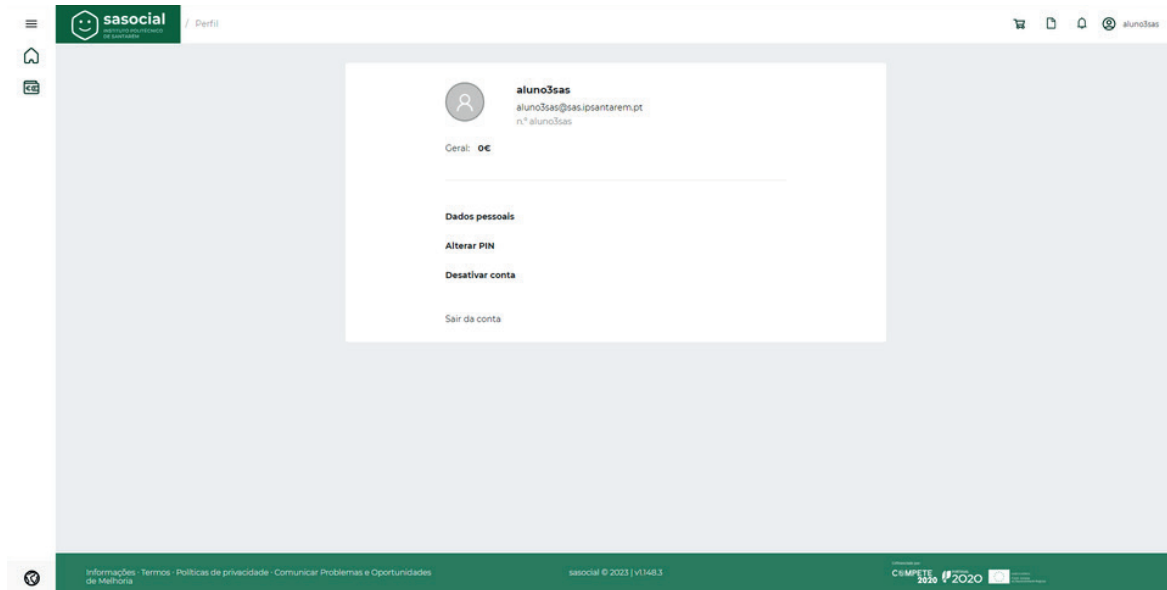 sasocial
INSTITUTO POLITÉCNICO
DE SANTARÉM
/ Perfil
aluno3sas
aluno3sas
aluno3sas@sas.ipsantarem.pt
n.º aluno3sas
Geral: 0€
Dados pessoais
Alterar PIN
Desativar conta
Sair da conta
Informações · Termos · Políticas de privacidade · Comunicar Problemas e Oportunidades
de Melhoria
sasocial © 2023 | v1.148.3
COMPETE
2020
2020